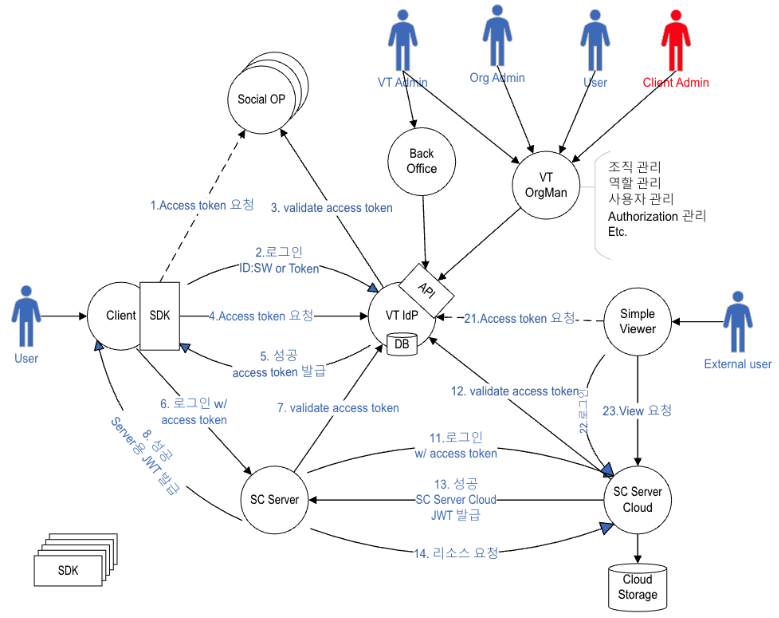 VT Admin
Org Admin
User
Client Admin
Social OP
Back
Office
VT
OrgMan
조직 관리
역할 관리
사용자 관리
Authorization 관리
Etc.
1.Access token 요청
3. validate access token
2.로그인
ID:SW or Token
API
Client
SDK
4.Access token 요청
VT IdP
DB
21.Access token 요청
Simple
Viewer
User
External user
5. 성공
access token 발급
6. 로그인 w/
access token
7. validate access token
12. validate access token
22.로그인
23.View 요청
8. 성공
Server용 JWT 발급
11.로그인
w/ access token
SC Server
13. 성공
SC Server Cloud
JWT 발급
SC Server
Cloud
14. 리소스 요청
SDK
Cloud
Storage